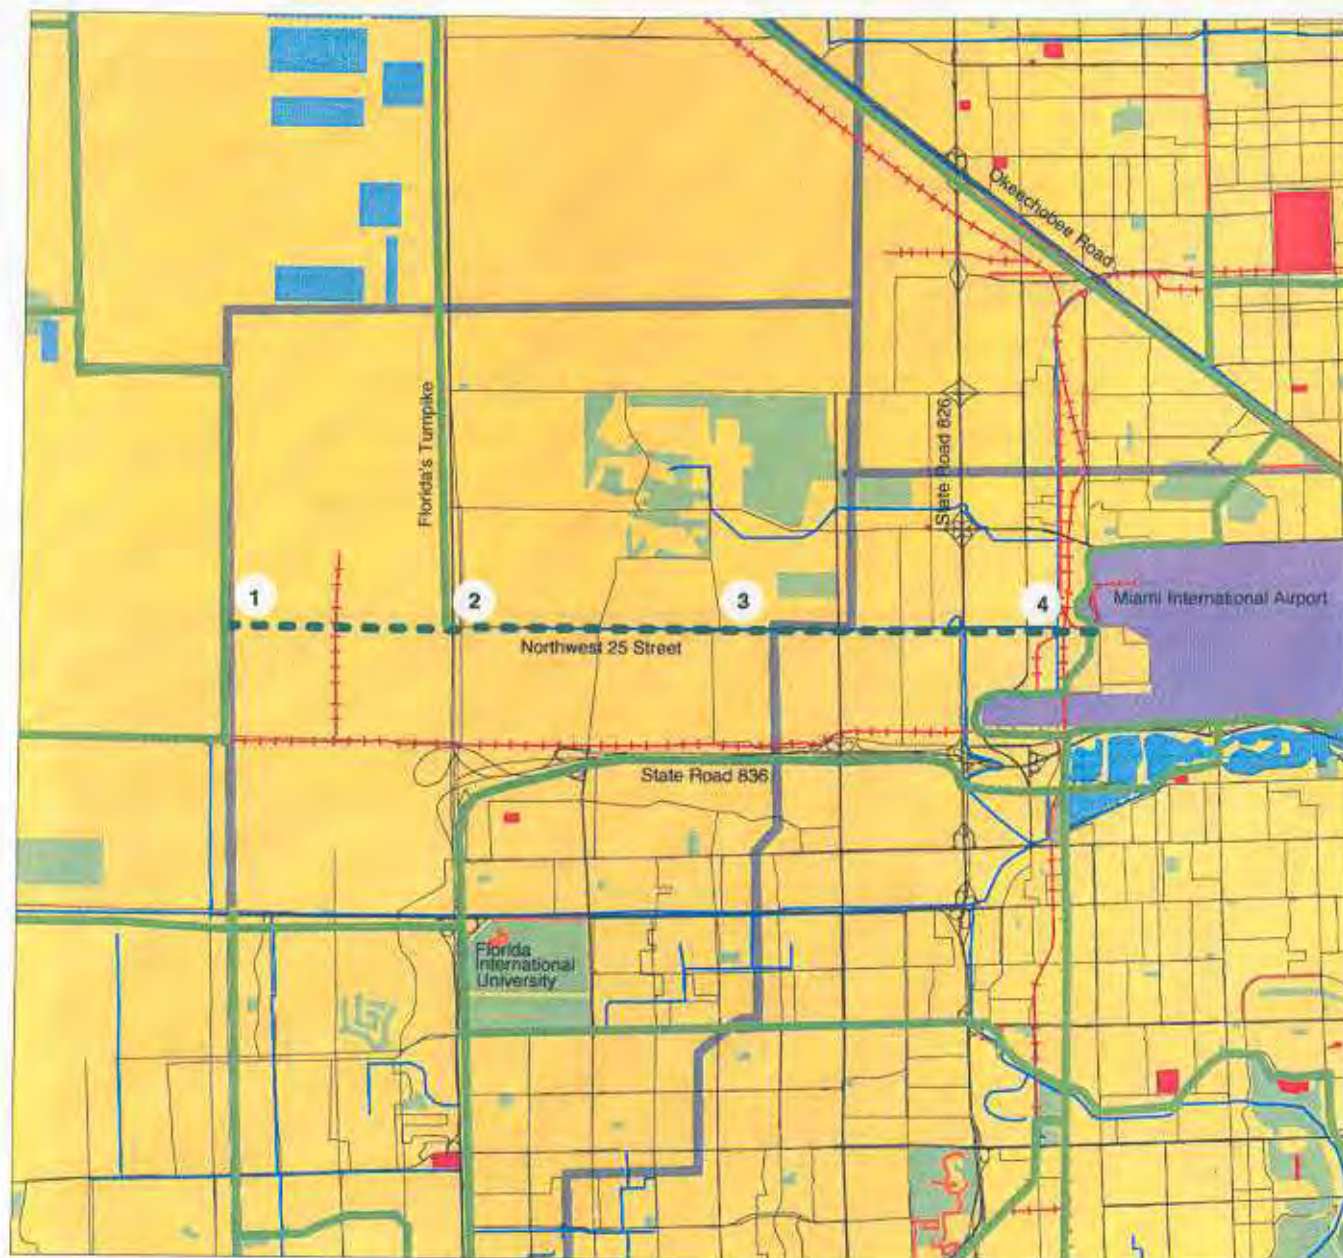 Okeechobee Road
Florida's Turnpike
State Road 826
1
2
3
4
Miami International Airport
Northwest 25 Street
State Road 836
Florida
International
University